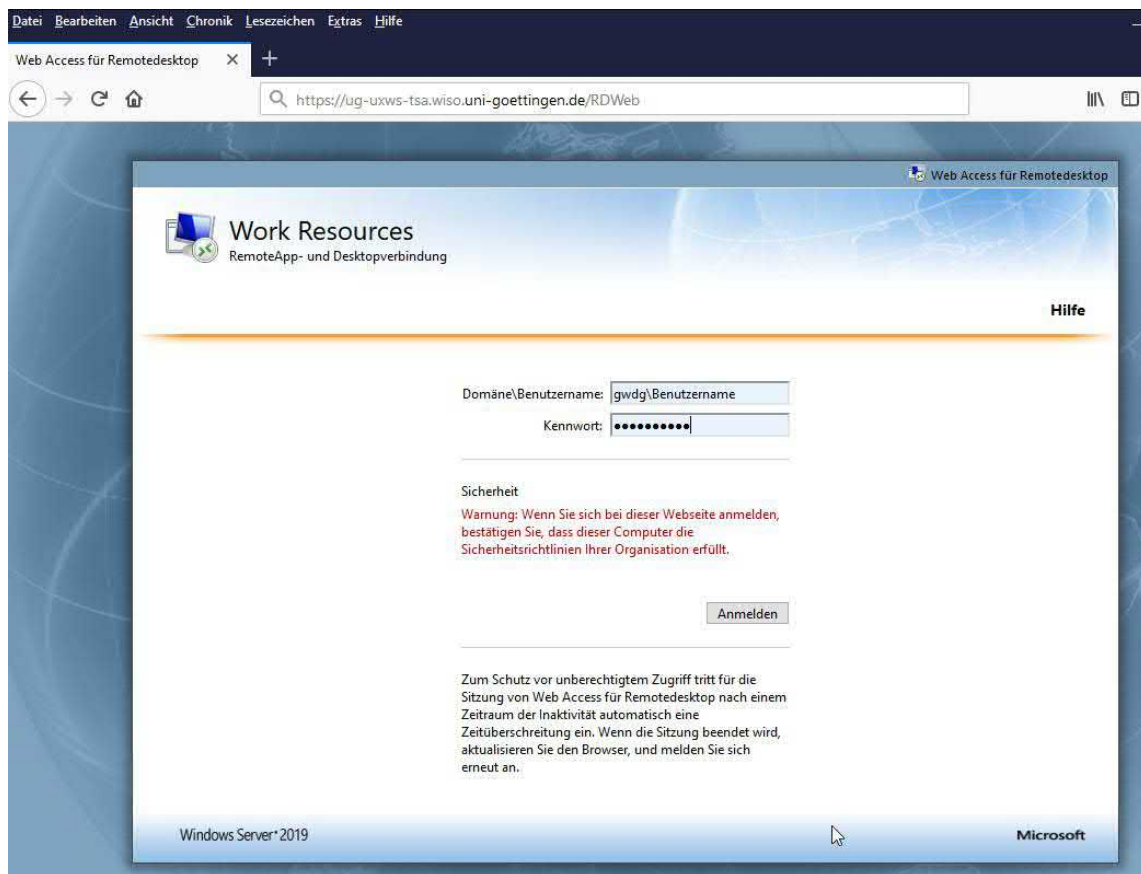 Datei Bearbeiten Ansicht Chronik Lesezeichen Extras Hilfe
Web Access für Remotedesktop
https://ug-uxws-tsa.wiso.uni-goettingen.de/RDWeb
Web Access für Remotedesktop
Work Resources
RemoteApp- und Desktopverbindung
Hilfe
Domäne\Benutzername: gwdg\Benutzername
Kennwort: ●●●●●●●●●●
Sicherheit
Warnung: Wenn Sie sich bei dieser Webseite anmelden,
bestätigen Sie, dass dieser Computer die
Sicherheitsrichtlinien Ihrer Organisation erfüllt.
Anmelden
Zum Schutz vor unberechtigtem Zugriff tritt für die
Sitzung von Web Access für Remotedesktop nach einem
Zeitraum der Inaktivität automatisch eine
Zeitüberschreitung ein. Wenn die Sitzung beendet wird,
aktualisieren Sie den Browser, und melden Sie sich
erneut an.
Windows Server 2019
Microsoft